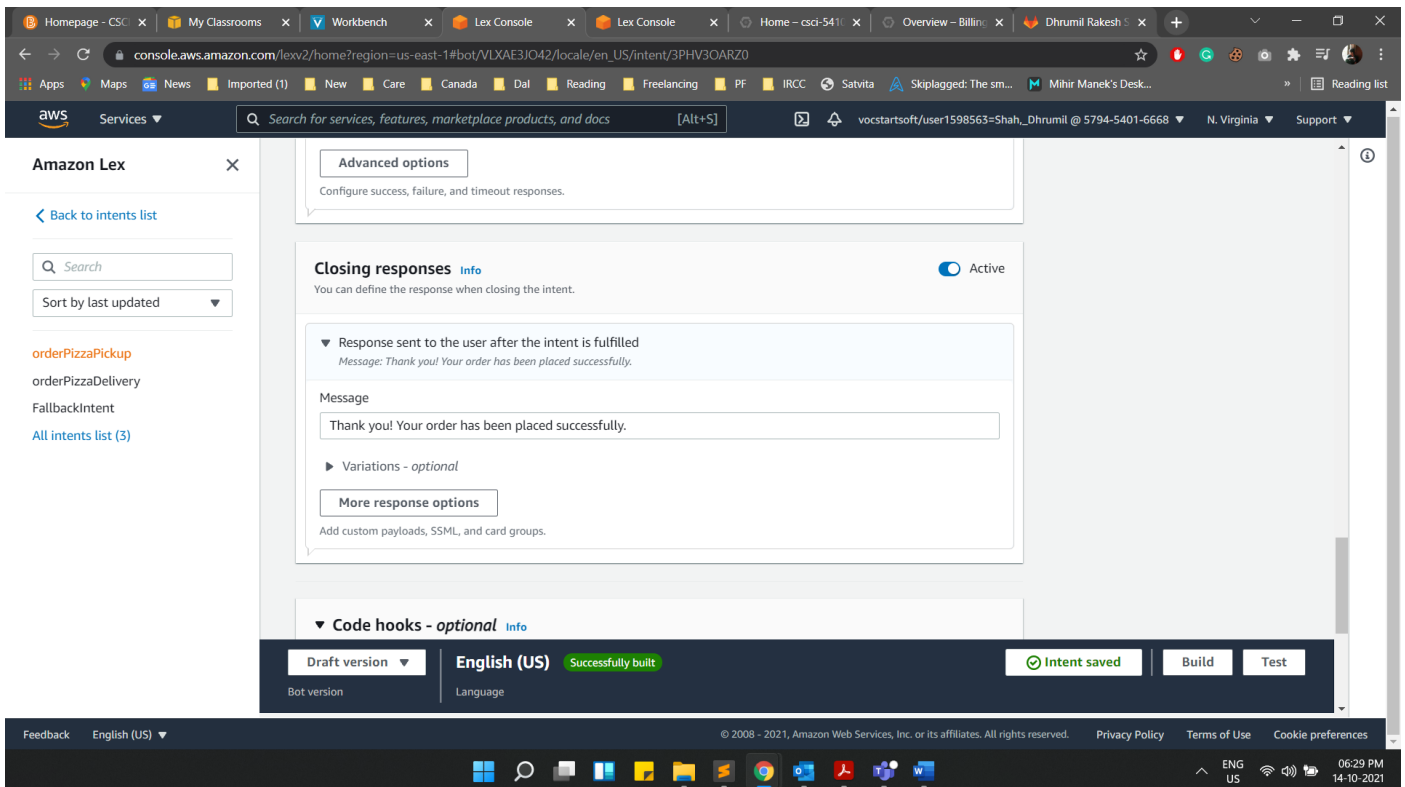 Homepage - CSCI
My Classrooms
Workbench
Lex Console
Lex Console
Home – csci-5410
Overview – Billing
Dhrumil Rakesh S
console.aws.amazon.com/lexv2/home?region=us-east-1#bot/VLXAE3JO42/locale/en_US/intent/3PHV3OARZ0
Apps
Maps
News
Imported (1)
New
Care
Canada
Dal
Reading
Freelancing
PF
IRCC
Satvita
Skiplagged: The sm...
Mihir Manek's Desk...
»
Reading list
aws
Services ▼
Search for services, features, marketplace products, and docs
[Alt+S]
vocstartsoft/user1598563=Shah,_Dhrumil @ 5794-5401-6668 ▼
N. Virginia ▼
Support ▼
Amazon Lex
Back to intents list
Search
Sort by last updated
orderPizzaPickup
orderPizzaDelivery
FallbackIntent
All intents list (3)
Advanced options
Configure success, failure, and timeout responses.
Closing responses Info
Active
You can define the response when closing the intent.
Response sent to the user after the intent is fulfilled
Message: Thank you! Your order has been placed successfully.
Message
Thank you! Your order has been placed successfully.
Variations - optional
More response options
Add custom payloads, SSML, and card groups.
Code hooks - optional Info
Draft version
Bot version
English (US)
Successfully built
Language
Intent saved
Build
Test
Feedback
English (US) ▼
© 2008 - 2021, Amazon Web Services, Inc. or its affiliates. All rights reserved.
Privacy Policy
Terms of Use
Cookie preferences
ENG
US
06:29 PM
14-10-2021